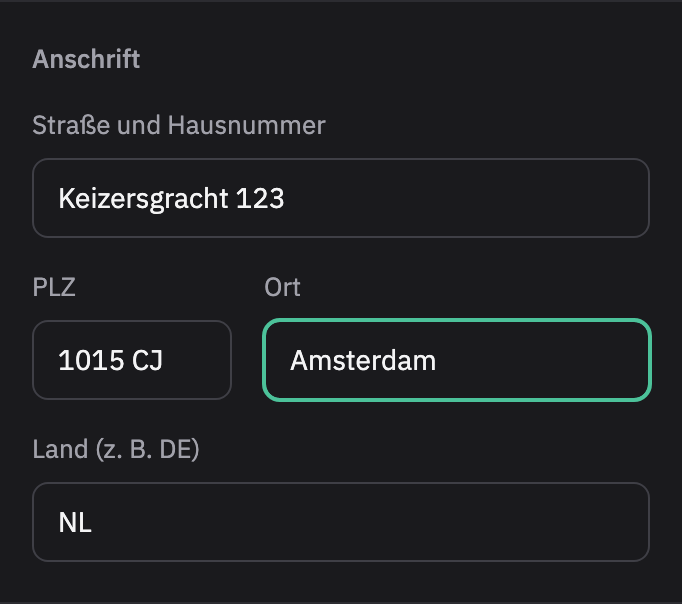 Anschrift
Straße und Hausnummer
Keizersgracht 123
PLZ
Ort
1015 CJ
Amsterdam
Land (z. B. DE)
NL